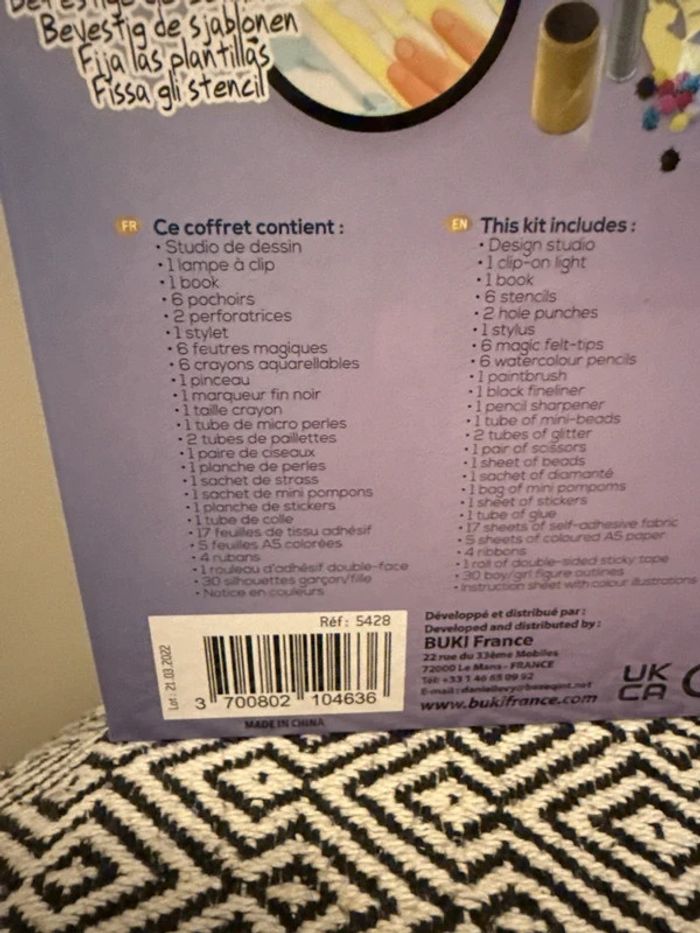 Bevestig de sjablonen
Fija las plantillas
Fissa gli stencil
FR Ce coffret contient :
• Studio de dessin
• 1 lampe à clip
• 1 book
• 6 pochoirs
• 2 perforatrices
• 1 stylet
• 6 feutres magiques
• 6 crayons aquarellables
• 1 pinceau
• 1 marqueur fin noir
• 1 taille crayon
• 1 tube de micro perles
• 2 tubes de paillettes
• 1 paire de ciseaux
• 1 planche de perles
• 1 sachet de strass
• 1 sachet de mini pompons
• 1 planche de stickers
• 1 tube de colle
• 17 feuilles de tissu adhésif
• 5 feuilles A5 colorées
• 4 rubans
• 1 rouleau d'adhésif double-face
• 30 silhouettes garçon/fille
• Notice en couleurs
EN This kit includes :
• Design studio
• 1 clip-on light
• 1 book
• 6 stencils
• 2 hole punches
• 1 stylus
• 6 magic felt-tips
• 6 watercolour pencils
• 1 paintbrush
• 1 black fineliner
• 1 pencil sharpener
• 1 tube of mini-beads
• 2 tubes of glitter
• 1 pair of scissors
• 1 sheet of beads
• 1 sachet of diamanté
• 1 bag of mini pompoms
• 1 sheet of stickers
• 1 tube of glue
• 17 sheets of self-adhesive fabric
• 5 sheets of coloured A5 paper
• 4 ribbons
• 1 roll of double-sided sticky tape
• 30 boy/girl figure outlines
• Instruction sheet with colour illustrations
Réf : 5428
Lot : 21.03.2022
3 700802 104636
MADE IN CHINA
Développé et distribué par :
Developed and distributed by :
BUKI France
22 rue du 33ème Mobiles
72000 Le Mans - FRANCE
Tél: +33 1 46 65 09 92
E-mail :
www.bukifrance.com
UK
CA